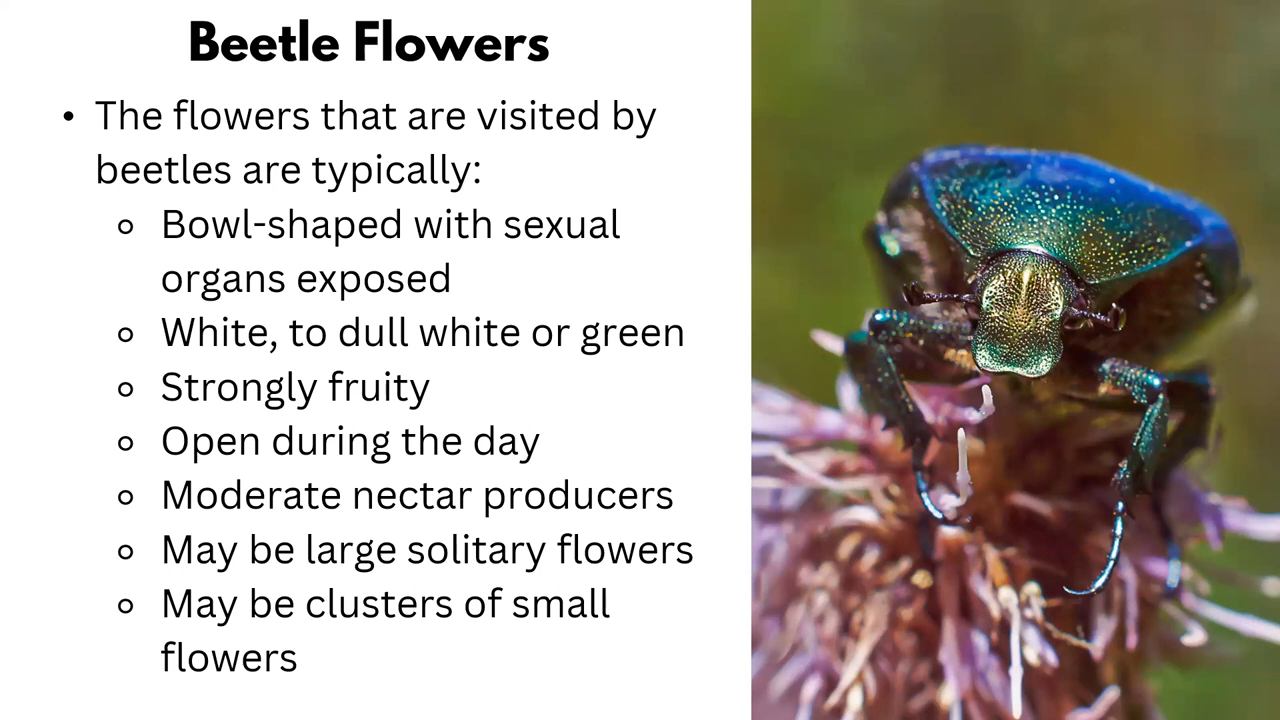 Beetle Flowers
• The flowers that are visited by
beetles are typically:
○ Bowl-shaped with sexual
organs exposed
○ White, to dull white or green
○ Strongly fruity
○ Open during the day
○ Moderate nectar producers
○ May be large solitary flowers
○ May be clusters of small
flowers